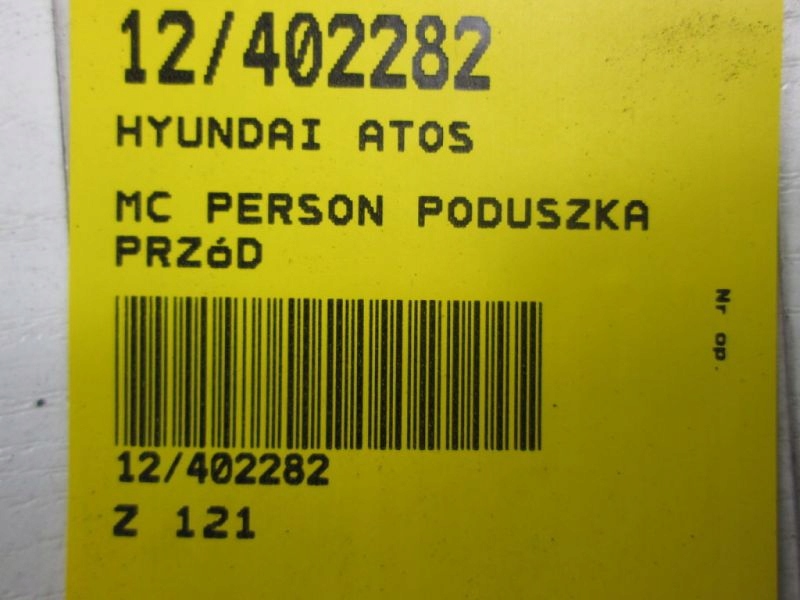 12/402282
HYUNDAI ATOS
MC PERSON PODUSZKA
PRZóD
Nr op.
12/402282
Z 121